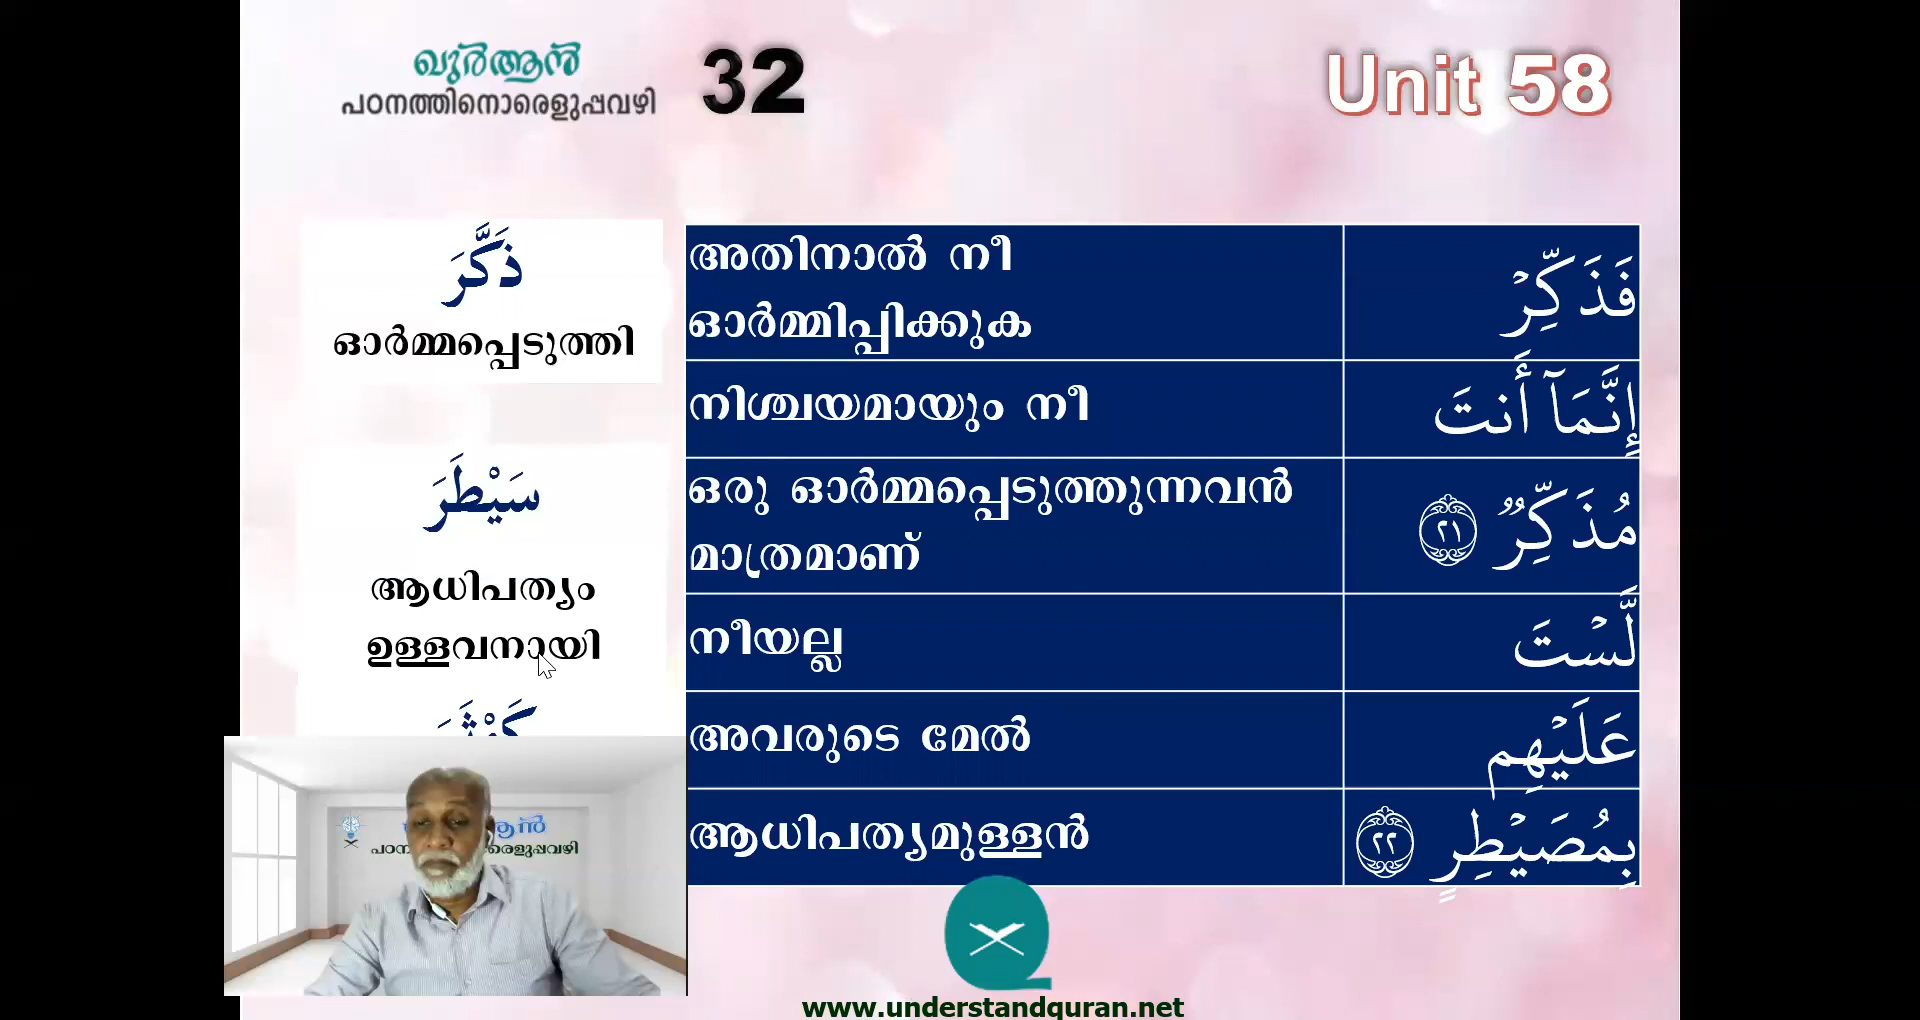 ഖുർആൻ
പഠനത്തിനൊരെളുപ്പവഴി
32
Unit 58
ذَكَّرَ
ഓർമ്മപ്പെടുത്തി
سَيْطَرَ
ആധിപത്യം
ഉള്ളവനായി
അതിനാൽ നീ
ഓർമ്മിപ്പിക്കുക
فَذَكِّرۡ
നിശ്ചയമായും നീ
إِنَّمَآ أَنتَ
ഒരു ഓർമ്മപ്പെടുത്തുന്നവൻ
മാത്രമാണ്
مُذَكِّرٞ ٢١
നീയല്ല
لَّسۡتَ
അവരുടെ മേൽ
عَلَيۡهِم
ആധിപത്യമുള്ളൻ
بِمُصَيۡطِرٍ ٢٢
www.understandquran.net